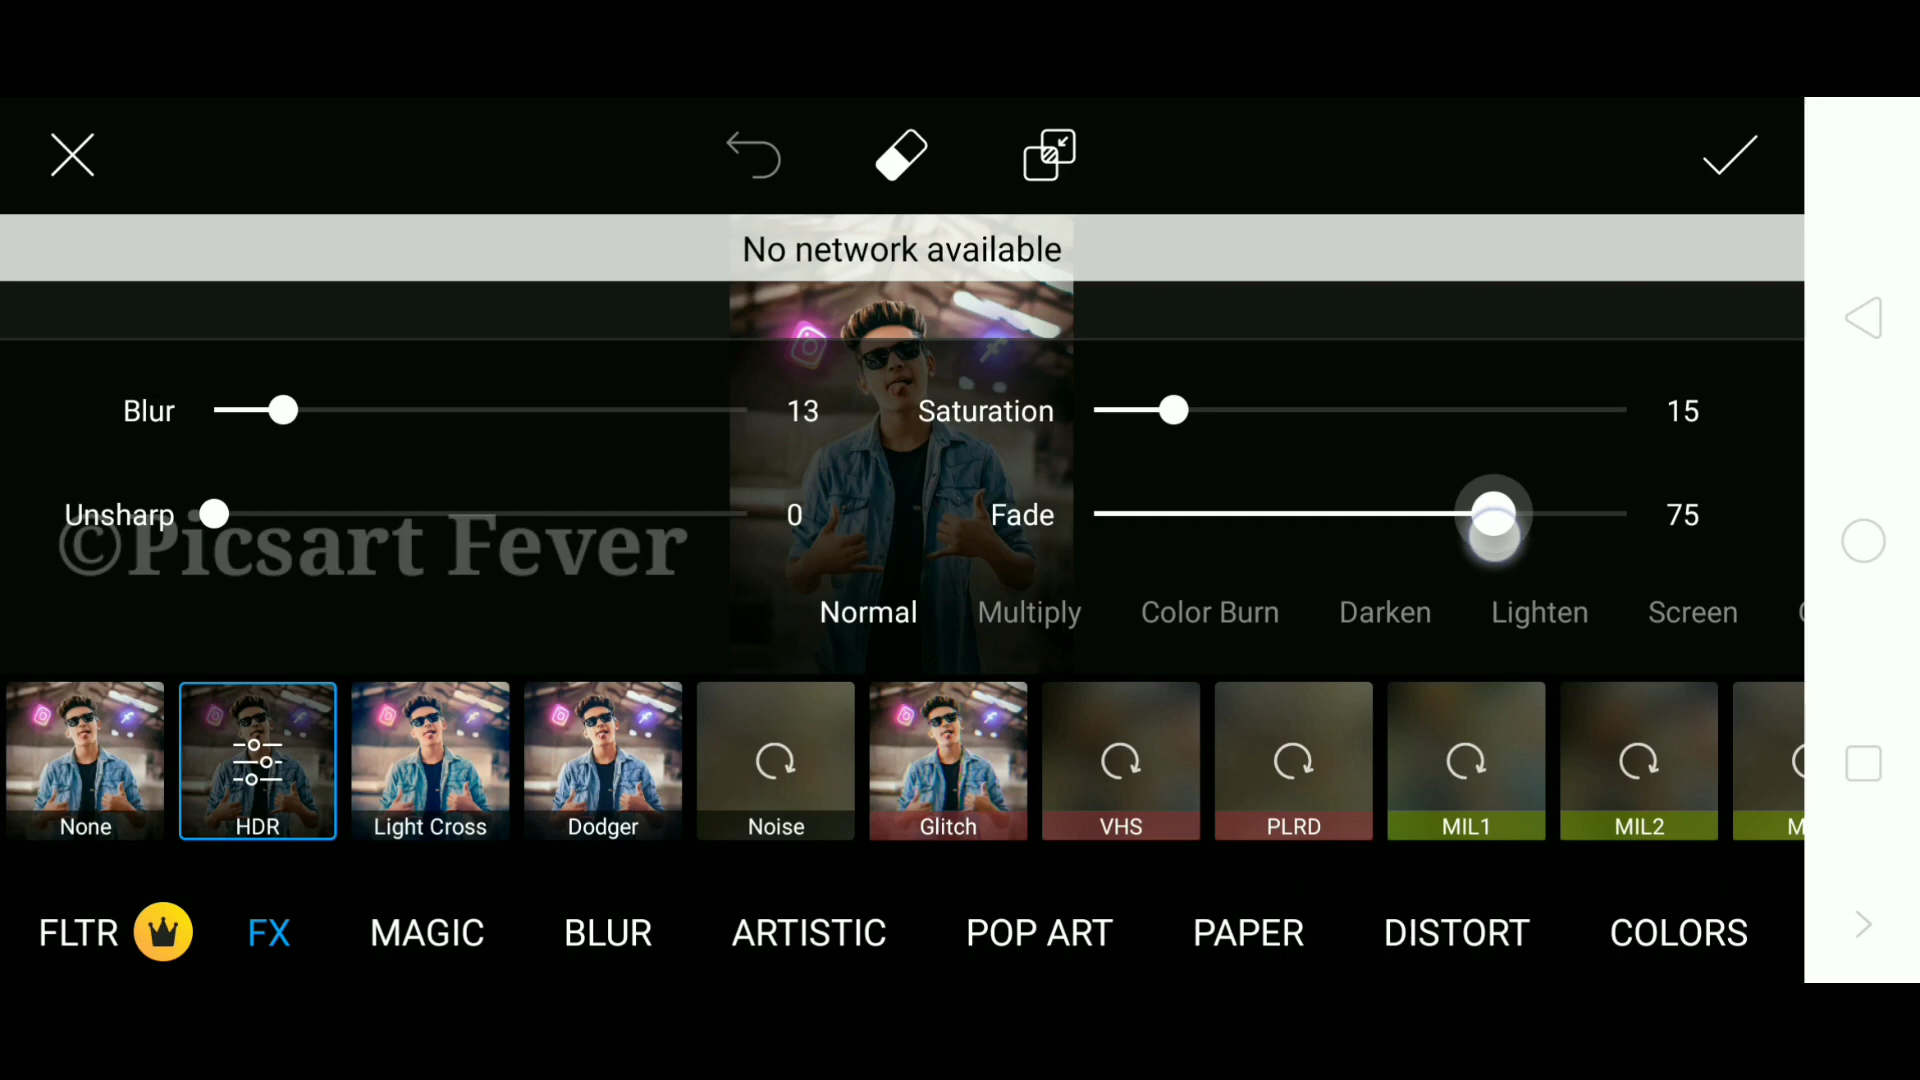 No network available
Blur 13 Saturation 15
Unsharp 0 Fade 75
©Picsart Fever
Normal Multiply Color Burn Darken Lighten Screen
None HDR Light Cross Dodger Noise Glitch VHS PLRD MIL1 MIL2
FLTR FX MAGIC BLUR ARTISTIC POP ART PAPER DISTORT COLORS